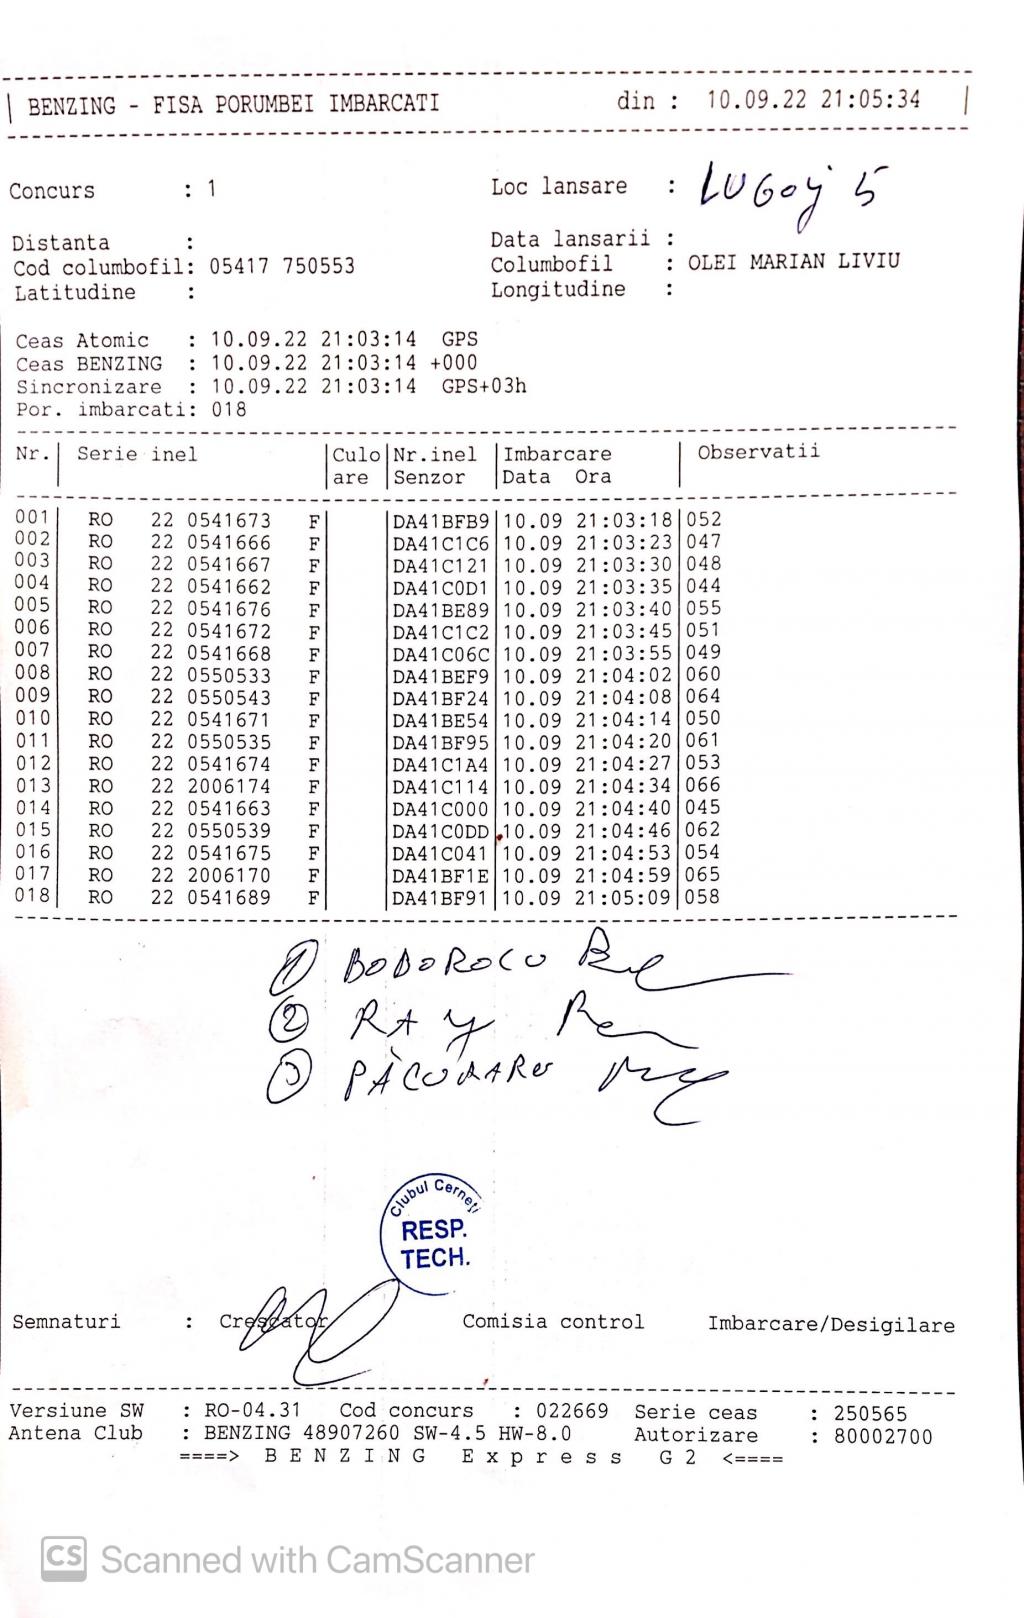 BENZING - FISA PORUMBEI IMBARCATI din : 10.09.22 21:05:34
Concurs : 1 Loc lansare : LUGOJ 5
Distanta : Data lansarii :
Cod columbofil: 05417 750553 Columbofil : OLEI MARIAN LIVIU
Latitudine : Longitudine :
Ceas Atomic : 10.09.22 21:03:14 GPS
Ceas BENZING : 10.09.22 21:03:14 +000
Sincronizare : 10.09.22 21:03:14 GPS+03h
Por. imbarcati: 018
Nr. Serie inel Culo Nr.inel Imbarcare Observatii
are Senzor Data Ora
001 RO 22 0541673 F DA41BFB9 10.09 21:03:18 052
002 RO 22 0541666 F DA41C1C6 10.09 21:03:23 047
003 RO 22 0541667 F DA41C121 10.09 21:03:30 048
004 RO 22 0541662 F DA41C0D1 10.09 21:03:35 044
005 RO 22 0541676 F DA41BE89 10.09 21:03:40 055
006 RO 22 0541672 F DA41C1C2 10.09 21:03:45 051
007 RO 22 0541668 F DA41C06C 10.09 21:03:55 049
008 RO 22 0550533 F DA41BEF9 10.09 21:04:02 060
009 RO 22 0550543 F DA41BF24 10.09 21:04:08 064
010 RO 22 0541671 F DA41BE54 10.09 21:04:14 050
011 RO 22 0550535 F DA41BF95 10.09 21:04:20 061
012 RO 22 0541674 F DA41C1A4 10.09 21:04:27 053
013 RO 22 2006174 F DA41C114 10.09 21:04:34 066
014 RO 22 0541663 F DA41C000 10.09 21:04:40 045
015 RO 22 0550539 F DA41C0DD 10.09 21:04:46 062
016 RO 22 0541675 F DA41C041 10.09 21:04:53 054
017 RO 22 2006170 F DA41BF1E 10.09 21:04:59 065
018 RO 22 0541689 F DA41BF91 10.09 21:05:09 058
1 BODOROCU
2 RAY
3 PĂCURARU
Clubul Cerneți
RESP.
TECH.
Semnaturi : Crescator Comisia control Imbarcare/Desigilare
Versiune SW : RO-04.31 Cod concurs : 022669 Serie ceas : 250565
Antena Club : BENZING 48907260 SW-4.5 HW-8.0 Autorizare : 80002700
====> B E N Z I N G E x p r e s s G 2 <====
CS Scanned with CamScanner